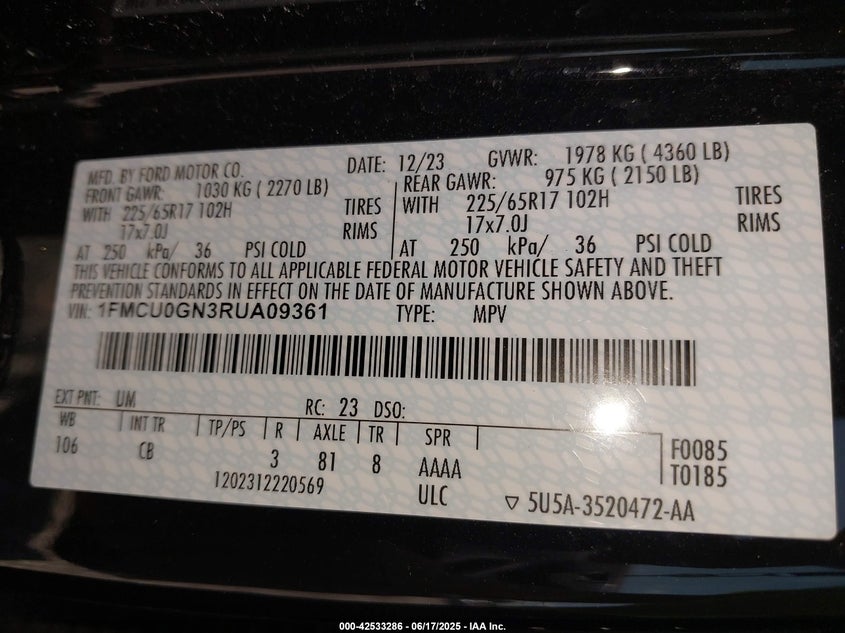 MFD. BY FORD MOTOR CO. DATE: 12/23 GVWR: 1978 KG ( 4360 LB)
FRONT GAWR: 1030 KG ( 2270 LB) REAR GAWR: 975 KG ( 2150 LB)
WITH 225/65R17 102H TIRES WITH 225/65R17 102H TIRES
17x7.0J RIMS 17x7.0J RIMS
AT 250 kPa/ 36 PSI COLD AT 250 kPa/ 36 PSI COLD
THIS VEHICLE CONFORMS TO ALL APPLICABLE FEDERAL MOTOR VEHICLE SAFETY AND THEFT
PREVENTION STANDARDS IN EFFECT ON THE DATE OF MANUFACTURE SHOWN ABOVE.
VIN: 1FMCU0GN3RUA09361 TYPE: MPV
EXT PNT: UM RC: 23 DSO:
WB INT TR TP/PS R AXLE TR SPR F0085
106 CB 3 81 8 AAAA T0185
1202312220569 ULC ▽ 5U5A-3520472-AA
000-42533286 - 06/17/2025 - IAA Inc.